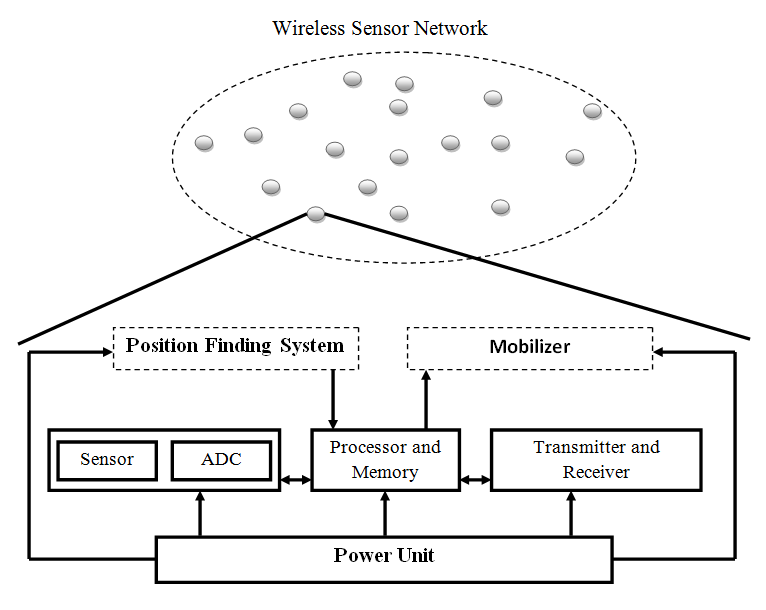 Wireless Sensor Network
Position Finding System
Mobilizer
Sensor
ADC
Processor and
Memory
Transmitter and
Receiver
Power Unit